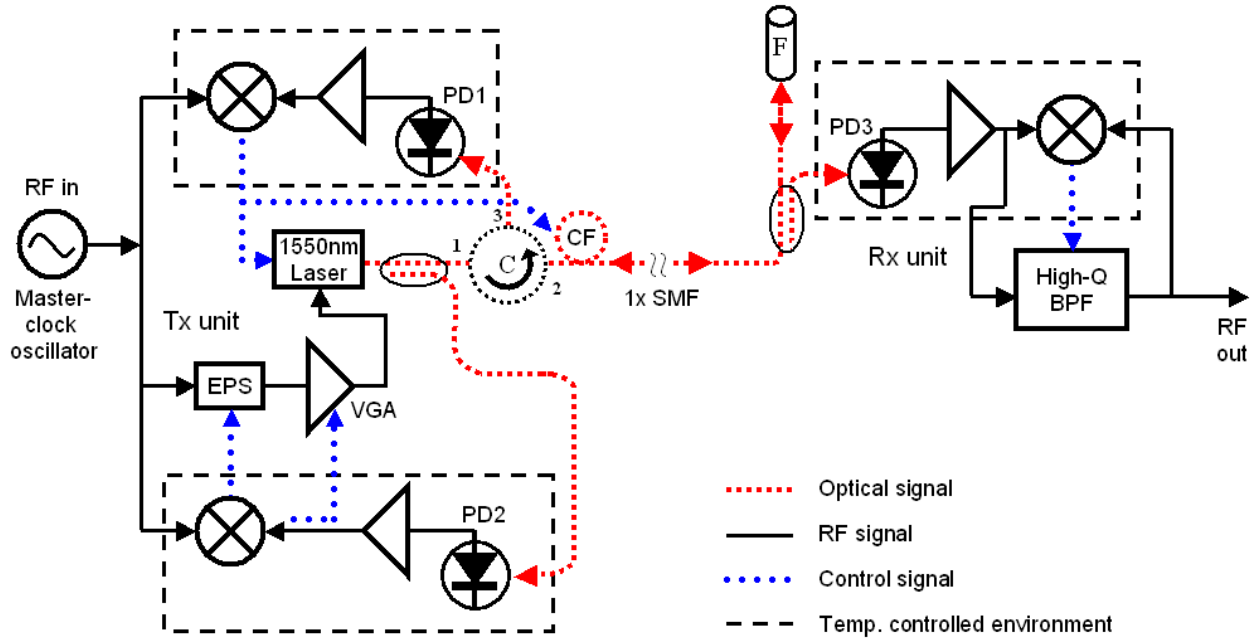 PD1
F
PD3
RF in
3
CF
1550nm
Laser
1
C
2
1x SMF
Rx unit
High-Q
BPF
Master-
clock
oscillator
Tx unit
RF
out
EPS
VGA
PD2
Optical signal
RF signal
Control signal
Temp. controlled environment